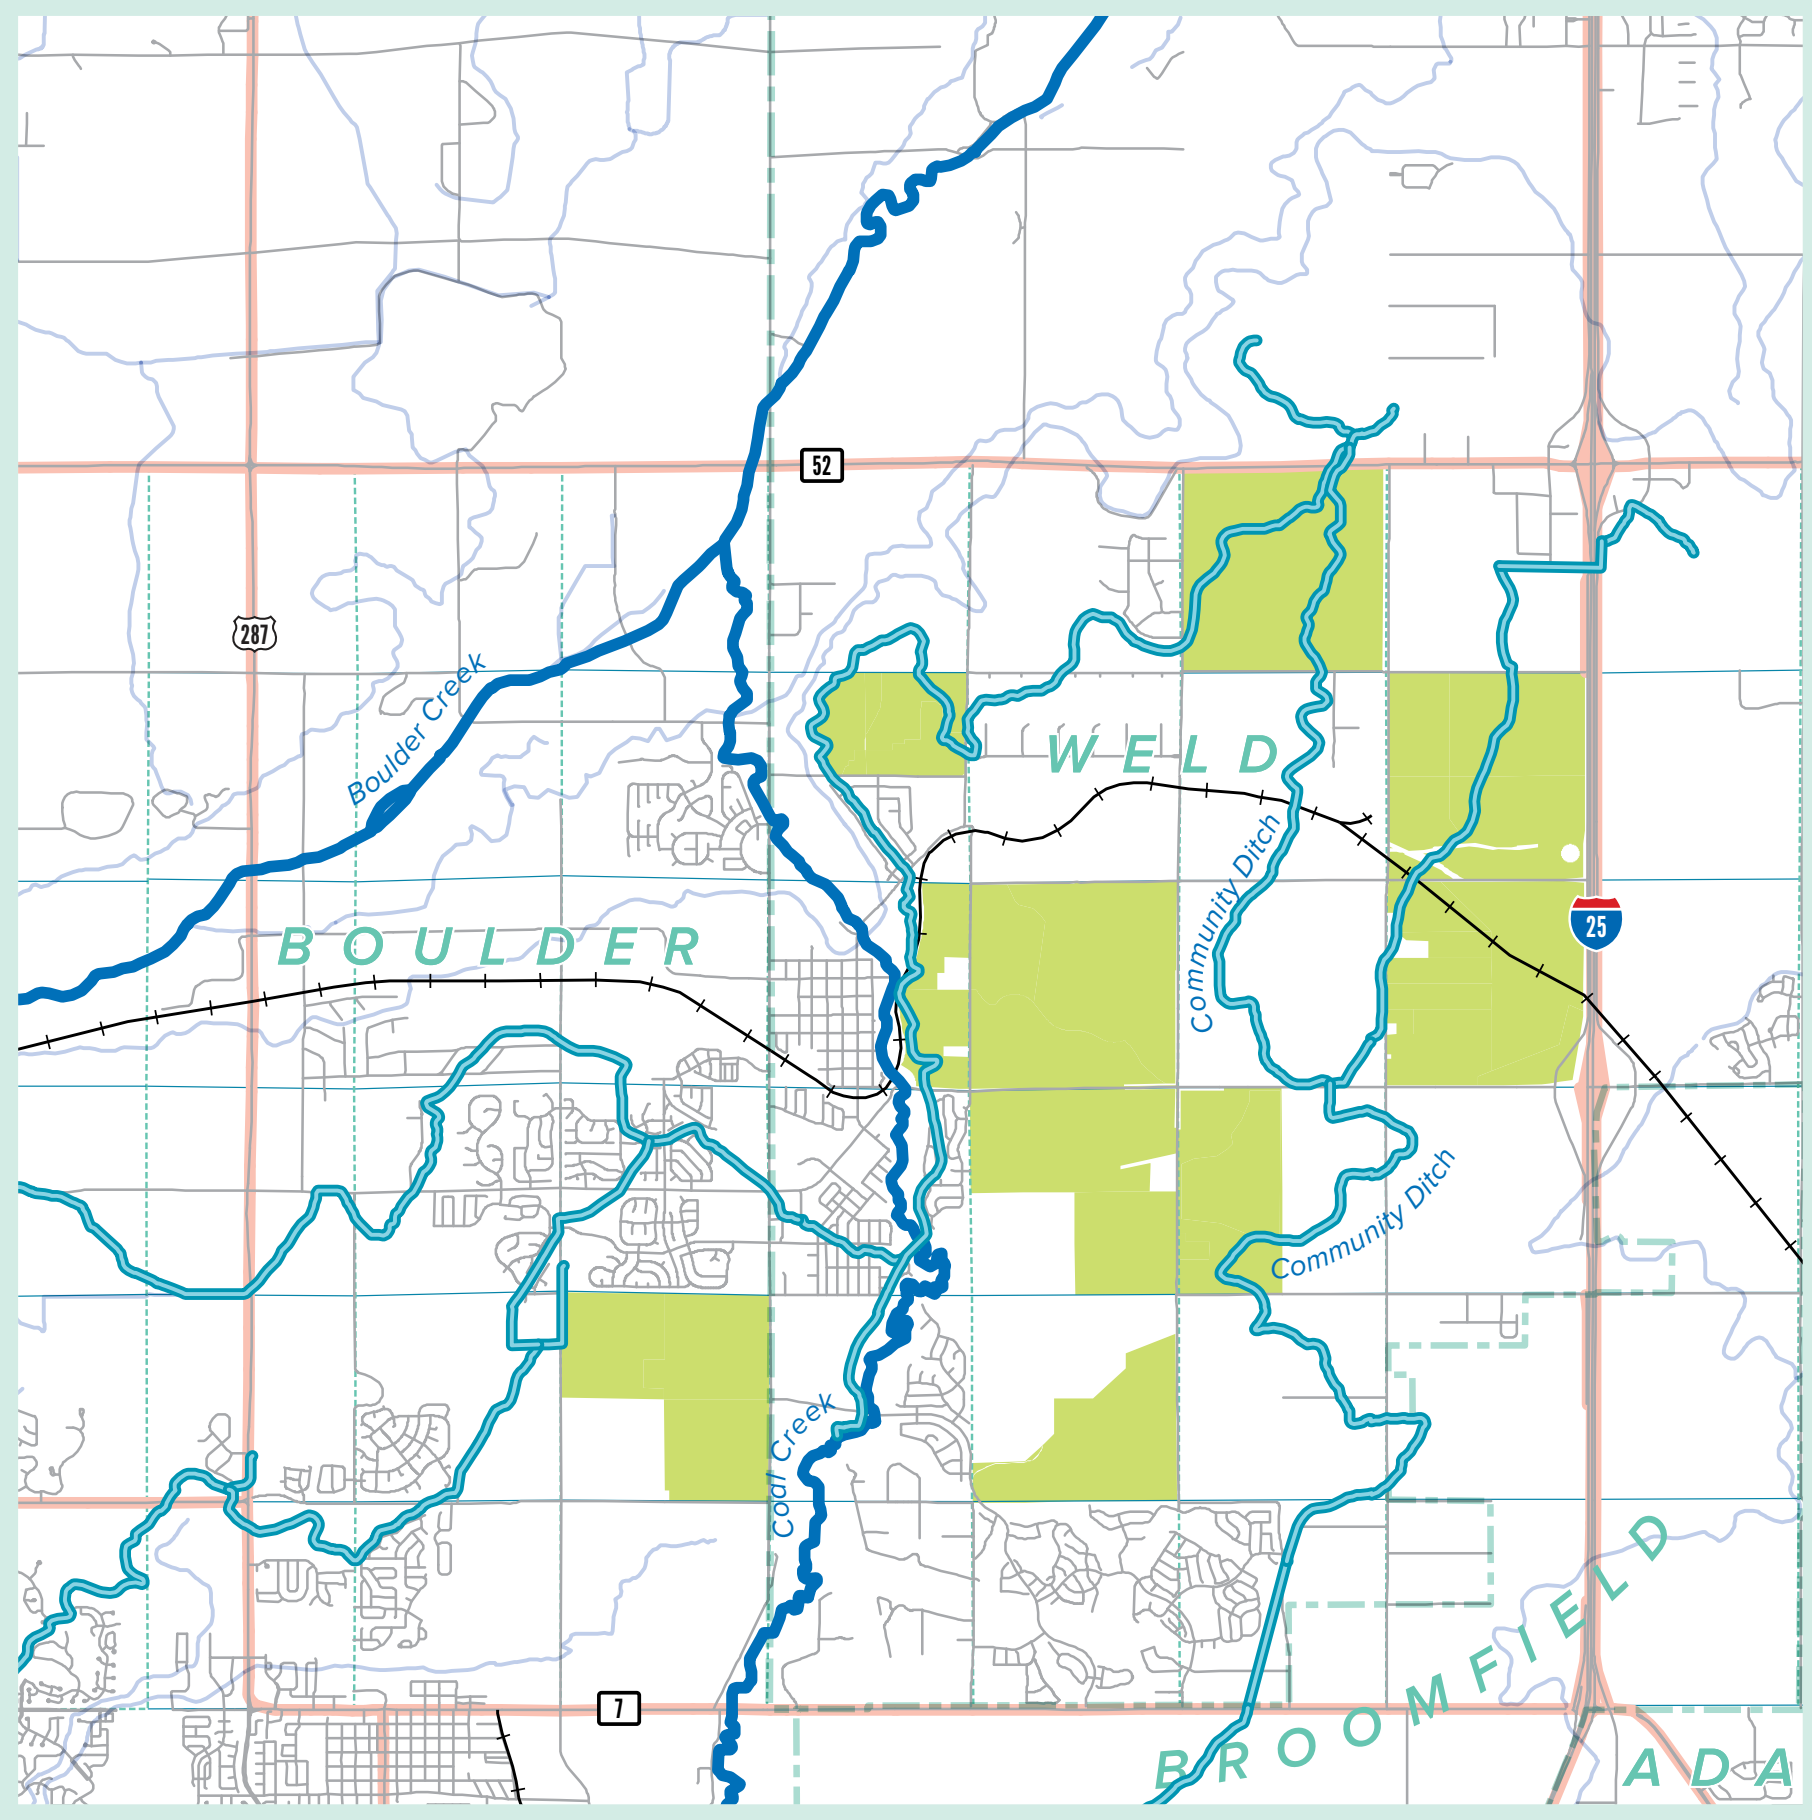 52
287
Boulder Creek
WELD
Community Ditch
25
BOULDER
Community Ditch
Coal Creek
BROOMFIELD
7
ADA